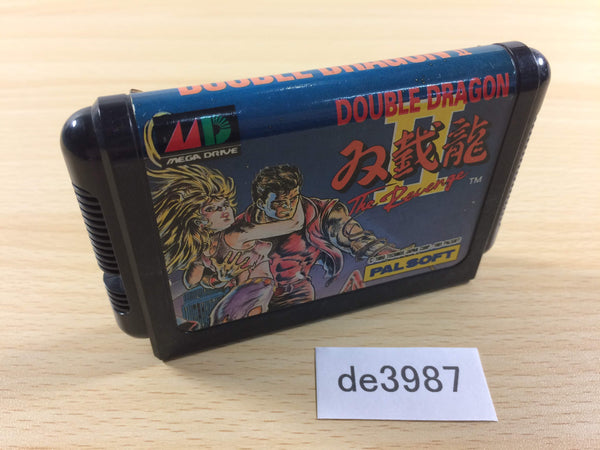 DOUBLE DRAGON II
MEGA DRIVE
DOUBLE DRAGON
II
双截龍
The Revenge
TM
PAL SOFT
de3987